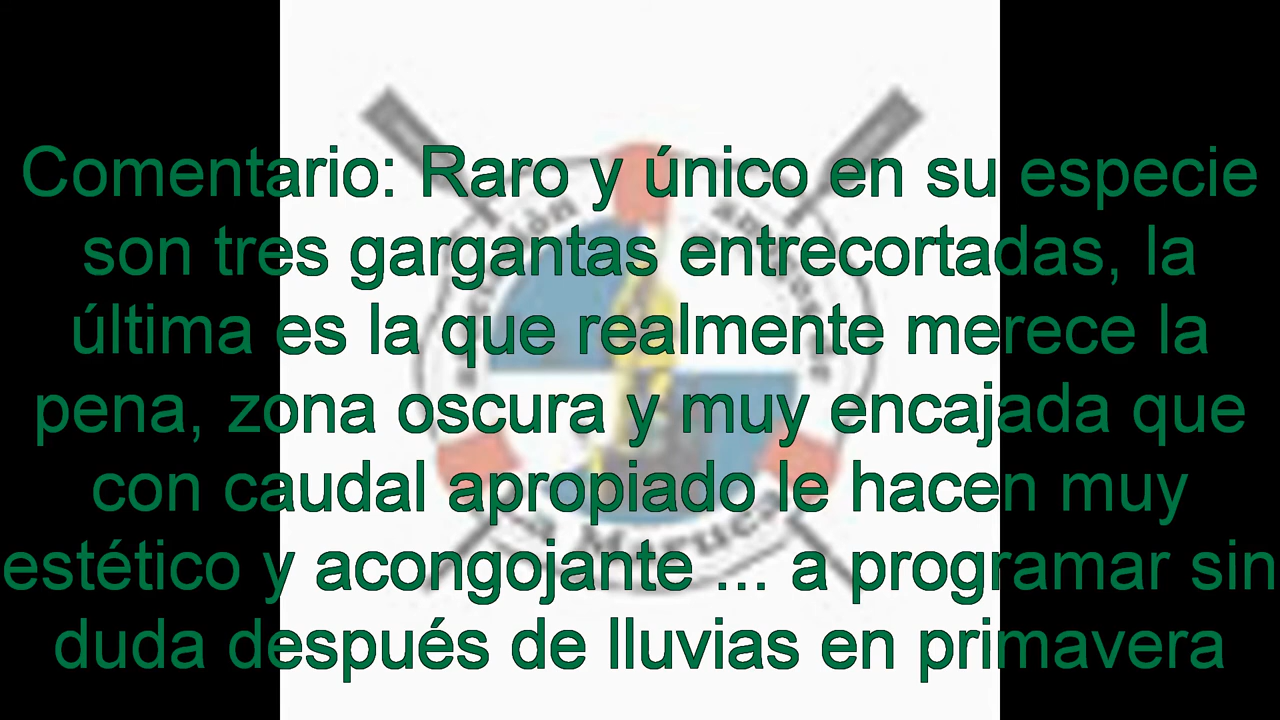 Comentario: Raro y único en su especie
son tres gargantas entrecortadas, la
última es la que realmente merece la
pena, zona oscura y muy encajada que
con caudal apropiado le hacen muy
estético y acongojante ... a programar sin
duda después de lluvias en primavera
La Maruca